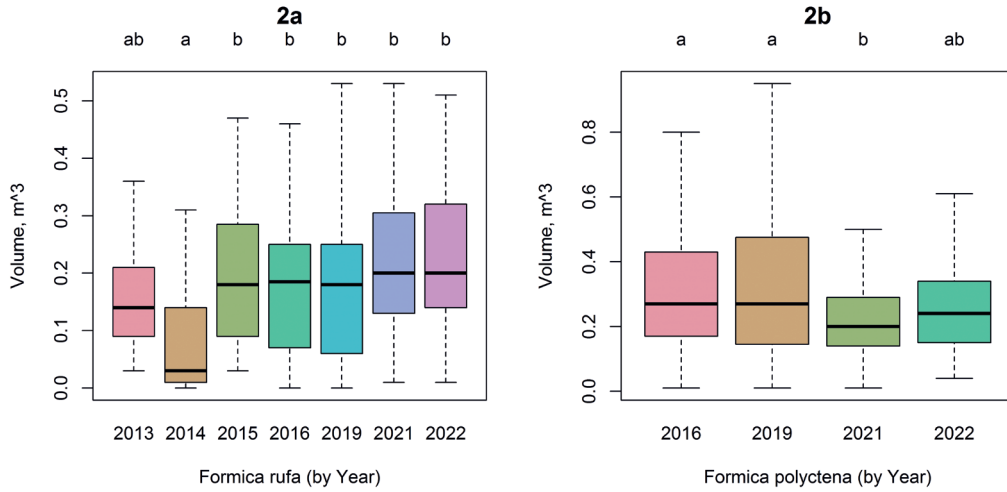 2a
ab a b b b b b
Volume, m^3
0.0 0.1 0.2 0.3 0.4 0.5
2013 2014 2015 2016 2019 2021 2022
Formica rufa (by Year)
2b
a a b ab
Volume, m^3
0.0 0.2 0.4 0.6 0.8
2016 2019 2021 2022
Formica polyctena (by Year)